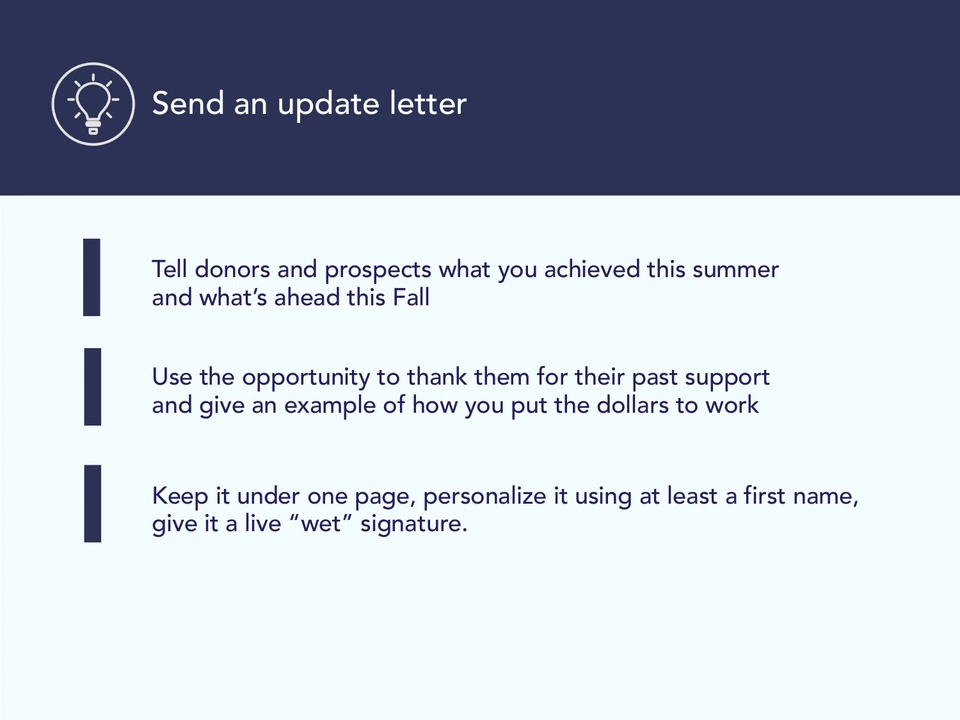 Send an update letter
Tell donors and prospects what you achieved this summer
and what’s ahead this Fall
Use the opportunity to thank them for their past support
and give an example of how you put the dollars to work
Keep it under one page, personalize it using at least a first name,
give it a live “wet” signature.